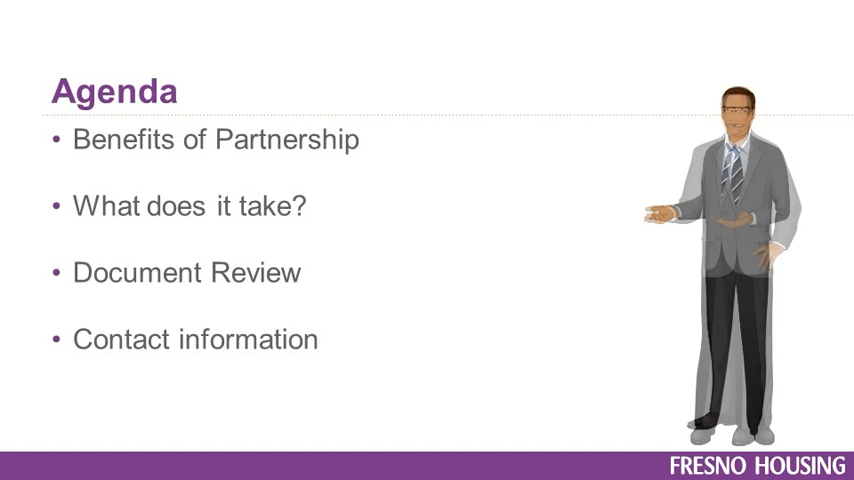 Agenda
• Benefits of Partnership
• What does it take?
• Document Review
• Contact information
FRESNO HOUSING